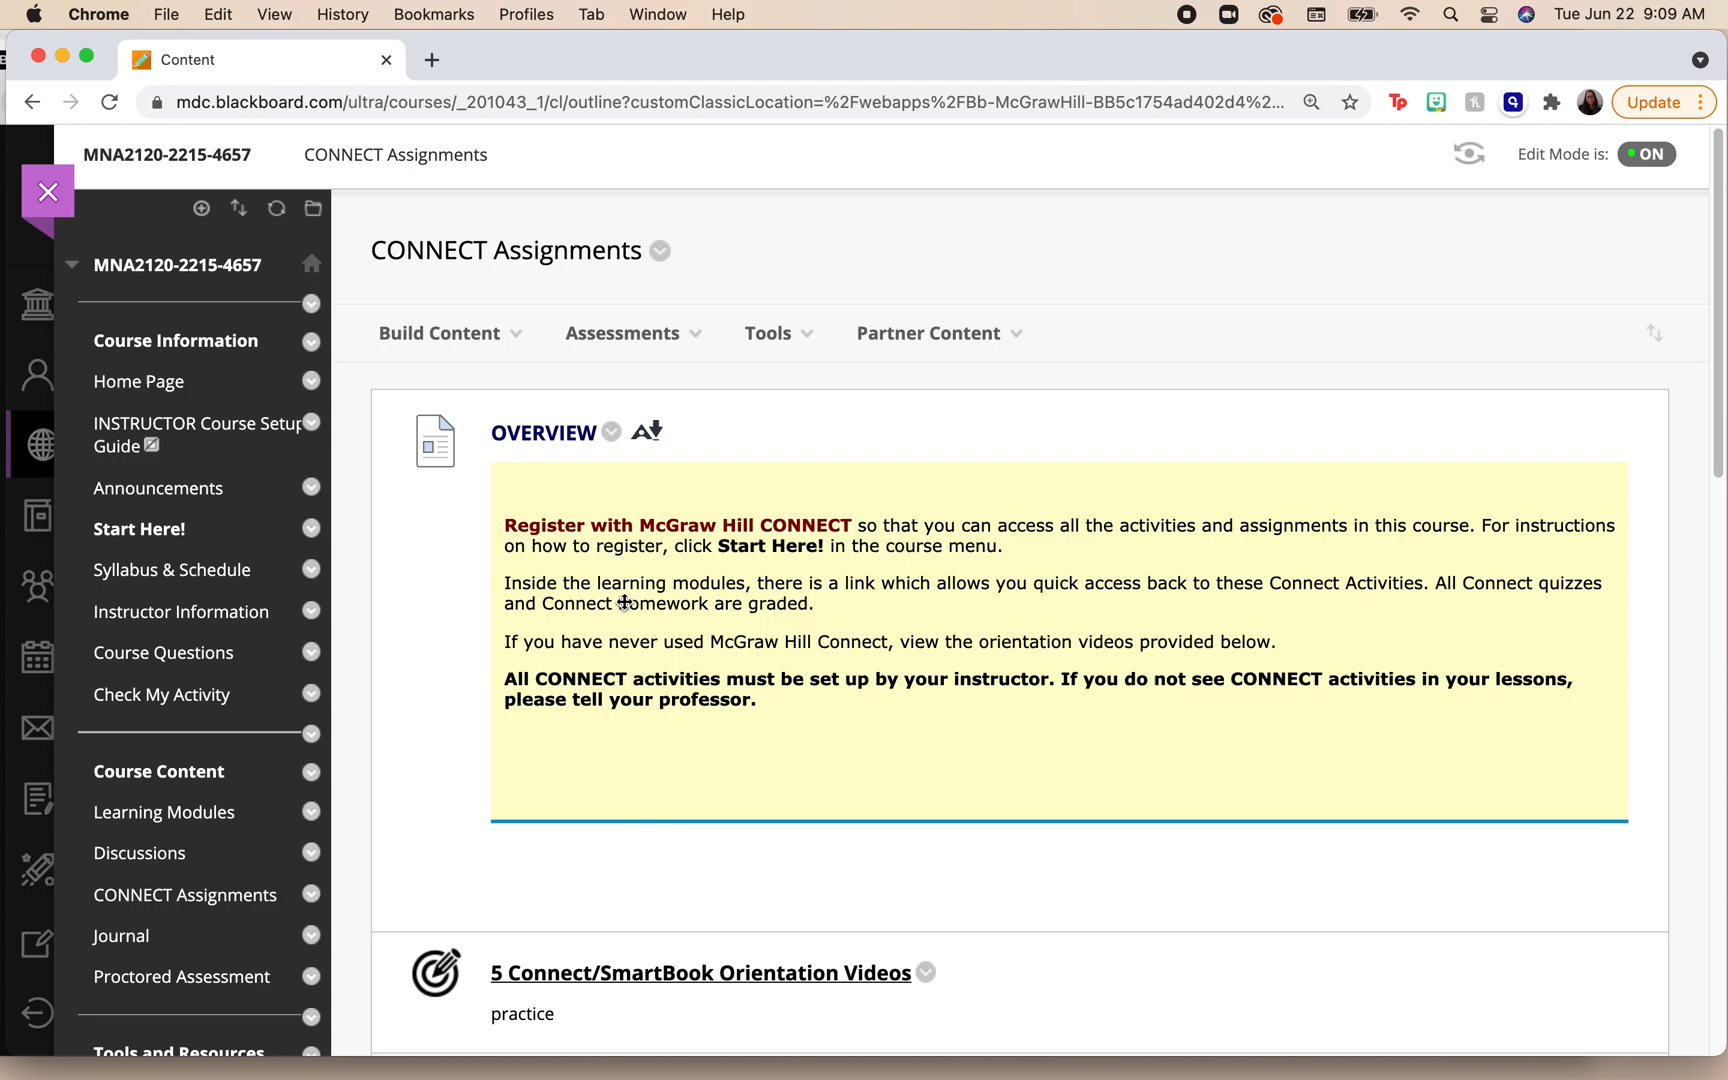 Chrome File Edit View History Bookmarks Profiles Tab Window Help Tue Jun 22 9:09 AM
Content
mdc.blackboard.com/ultra/courses/_201043_1/cl/outline?customClassicLocation=%2Fwebapps%2FBb-McGrawHill-BB5c1754ad402d4%2... Update
MNA2120-2215-4657 CONNECT Assignments Edit Mode is: ON
MNA2120-2215-4657
Course Information
Home Page
INSTRUCTOR Course Setup
Guide
Announcements
Start Here!
Syllabus & Schedule
Instructor Information
Course Questions
Check My Activity
Course Content
Learning Modules
Discussions
CONNECT Assignments
Journal
Proctored Assessment
Tools and Resources
CONNECT Assignments
Build Content Assessments Tools Partner Content
OVERVIEW
Register with McGraw Hill CONNECT so that you can access all the activities and assignments in this course. For instructions
on how to register, click Start Here! in the course menu.
Inside the learning modules, there is a link which allows you quick access back to these Connect Activities. All Connect quizzes
and Connect homework are graded.
If you have never used McGraw Hill Connect, view the orientation videos provided below.
All CONNECT activities must be set up by your instructor. If you do not see CONNECT activities in your lessons,
please tell your professor.
5 Connect/SmartBook Orientation Videos
practice